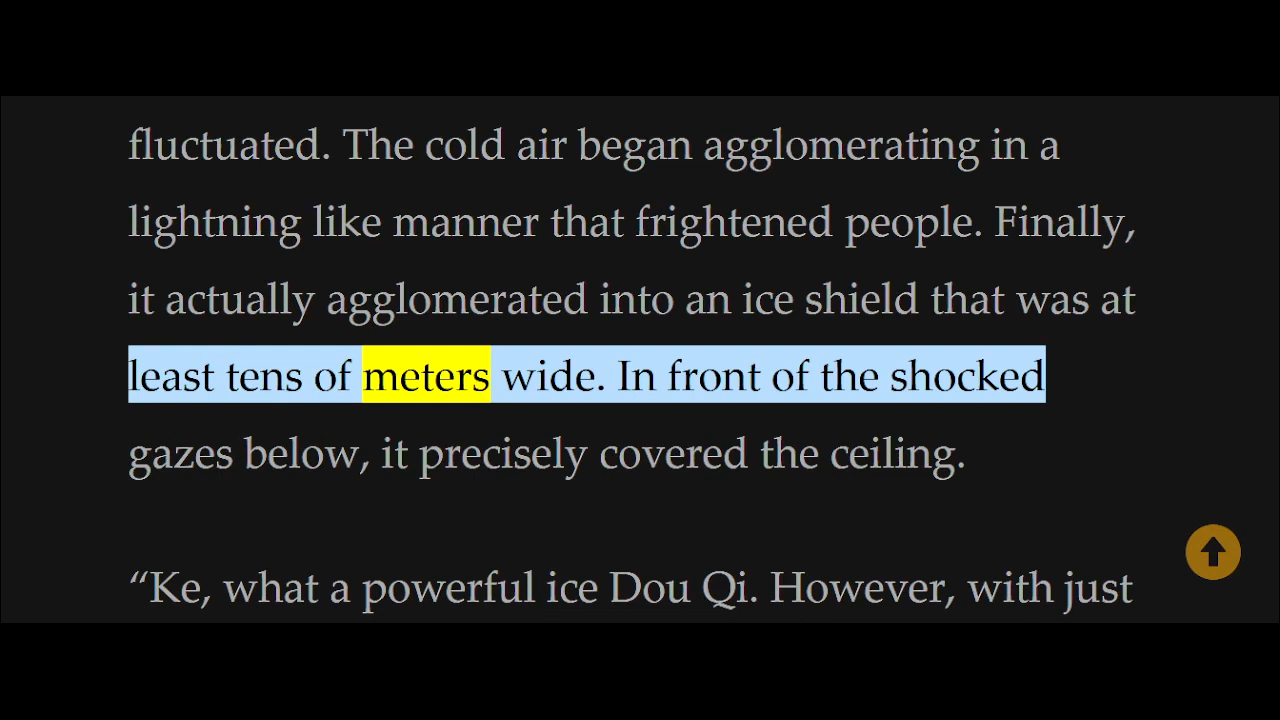 fluctuated. The cold air began agglomerating in a
lightning like manner that frightened people. Finally,
it actually agglomerated into an ice shield that was at
least tens of meters wide. In front of the shocked
gazes below, it precisely covered the ceiling.
“Ke, what a powerful ice Dou Qi. However, with just